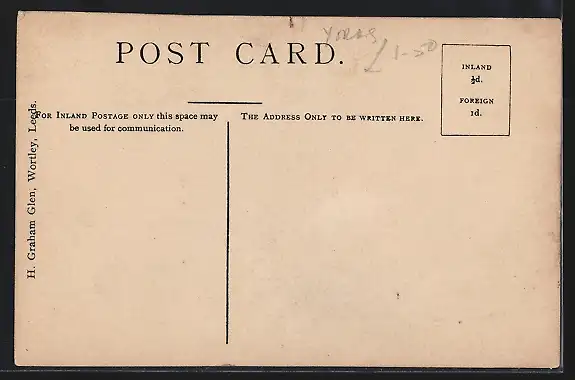 YORKS
1-50
POST CARD.
INLAND
½d.
FOREIGN
1d.
FOR INLAND POSTAGE ONLY this space may
be used for communication.
THE ADDRESS ONLY TO BE WRITTEN HERE.
H. Graham Glen, Wortley, Leeds.